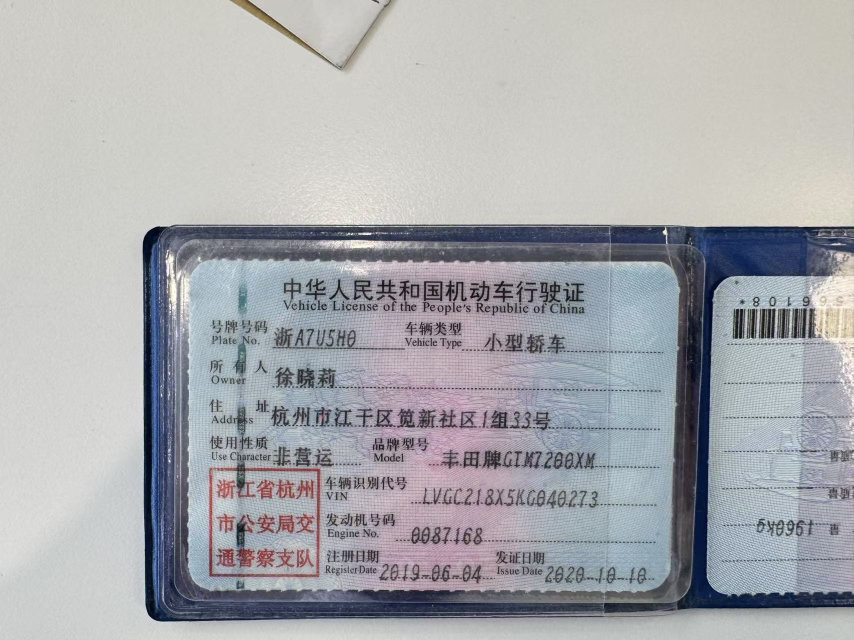 中华人民共和国机动车行驶证
Vehicle License of the People's Republic of China
号牌号码 浙A7U5H0 车辆类型 小型轿车
Plate No. Vehicle Type
所有人 徐晓莉
Owner
住址 杭州市江干区笕新社区1组33号
Address
使用性质 非营运 品牌型号 丰田牌GTM7200XM
Use Character Model
浙江省杭州
市公安局交
通警察支队
车辆识别代号 LVGC218X5KG040273
VIN
发动机号码 0087168
Engine No.
注册日期 2019-06-04 发证日期 2020-10-10
Register Date Issue Date
1960kg